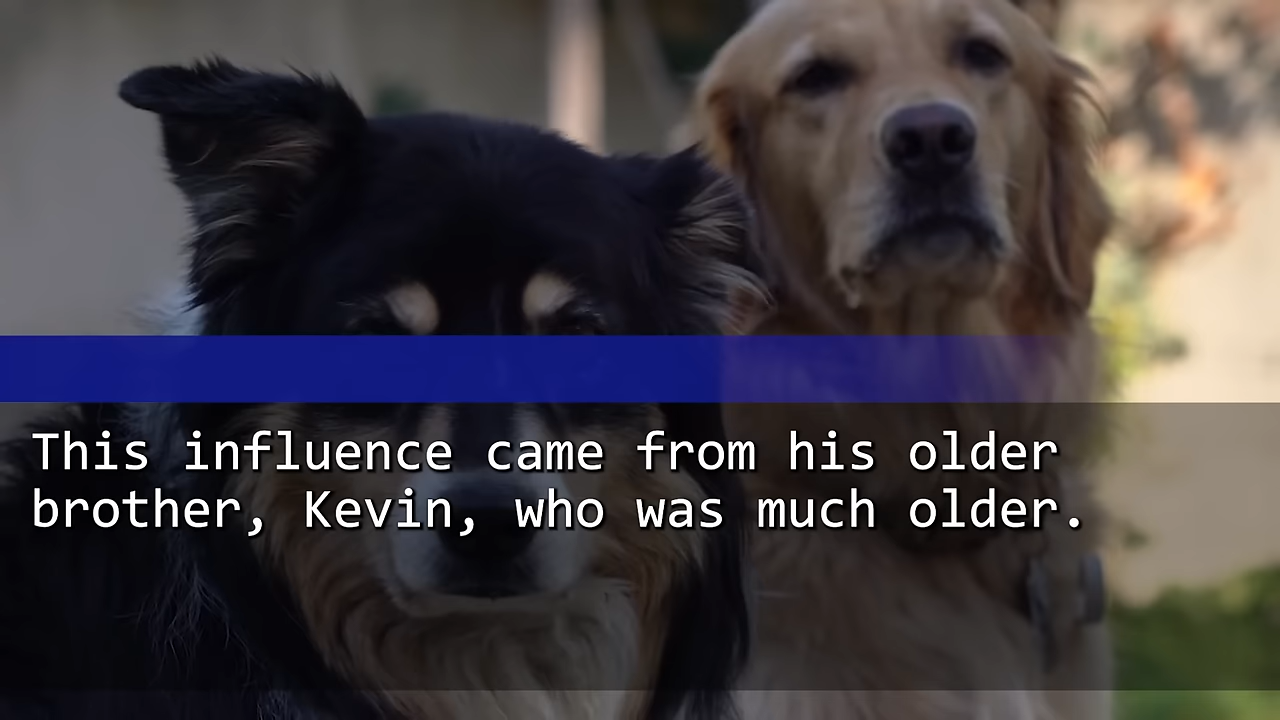 This influence came from his older
brother, Kevin, who was much older.